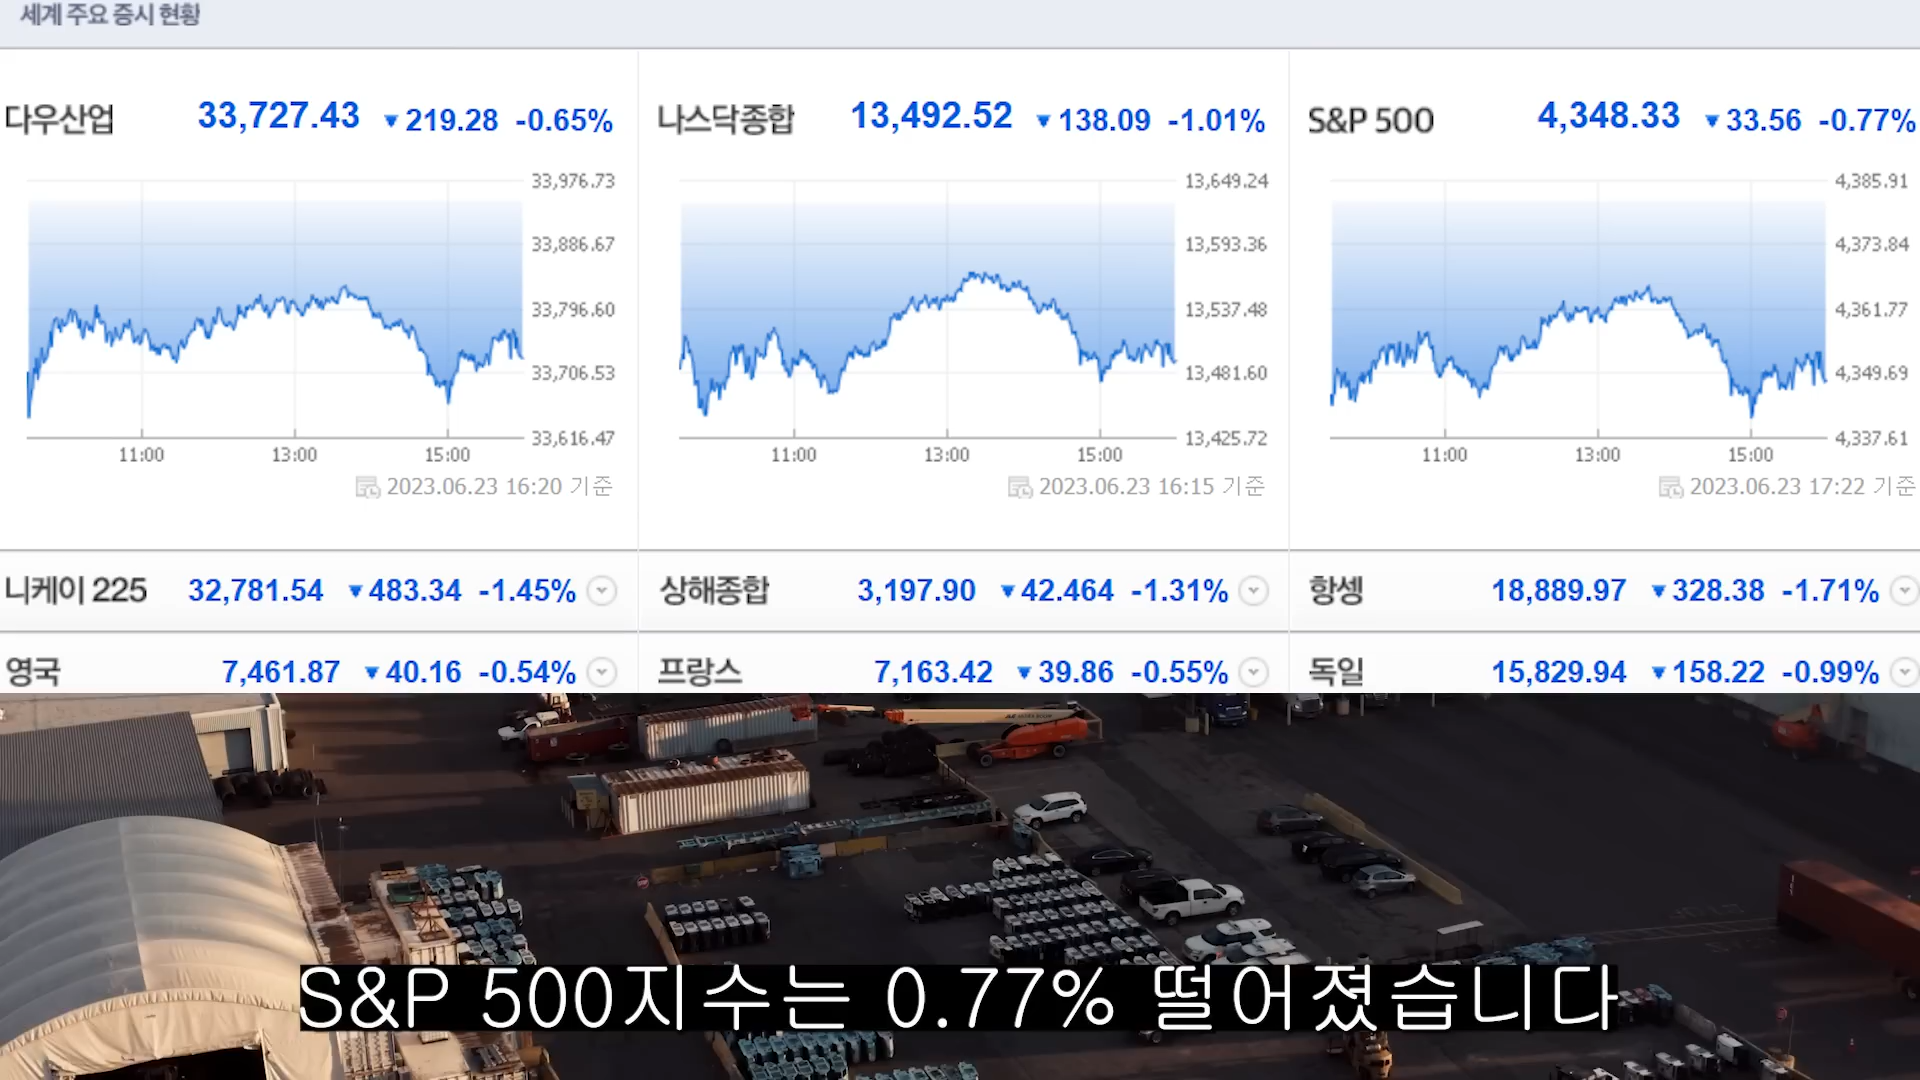 세계 주요 증시 현황
다우산업 33,727.43 ▼219.28 -0.65%
33,976.73
33,886.67
33,796.60
33,706.53
33,616.47
11:00 13:00 15:00
2023.06.23 16:20 기준
나스닥종합 13,492.52 ▼138.09 -1.01%
13,649.24
13,593.36
13,537.48
13,481.60
13,425.72
11:00 13:00 15:00
2023.06.23 16:15 기준
S&P 500 4,348.33 ▼33.56 -0.77%
4,385.91
4,373.84
4,361.77
4,349.69
4,337.61
11:00 13:00 15:00
2023.06.23 17:22 기준
니케이 225 32,781.54 ▼483.34 -1.45%
상해종합 3,197.90 ▼42.464 -1.31%
항셍 18,889.97 ▼328.38 -1.71%
영국 7,461.87 ▼40.16 -0.54%
프랑스 7,163.42 ▼39.86 -0.55%
독일 15,829.94 ▼158.22 -0.99%
S&P 500지수는 0.77% 떨어졌습니다